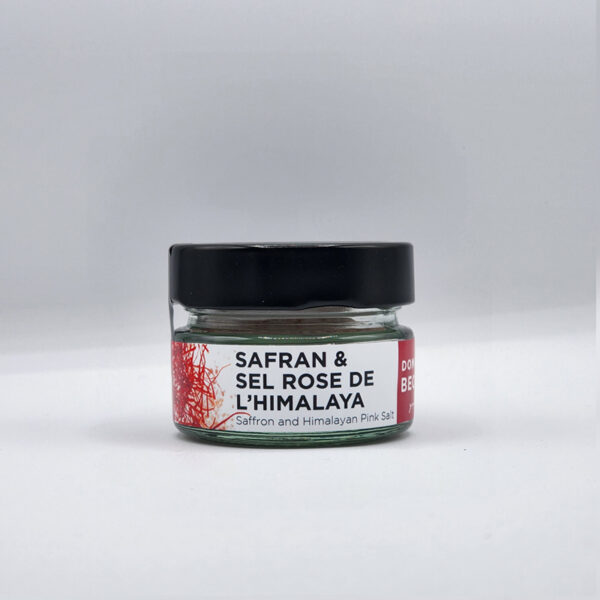 SAFRAN &
SEL ROSE DE
L'HIMALAYA
Saffron and Himalayan Pink Salt